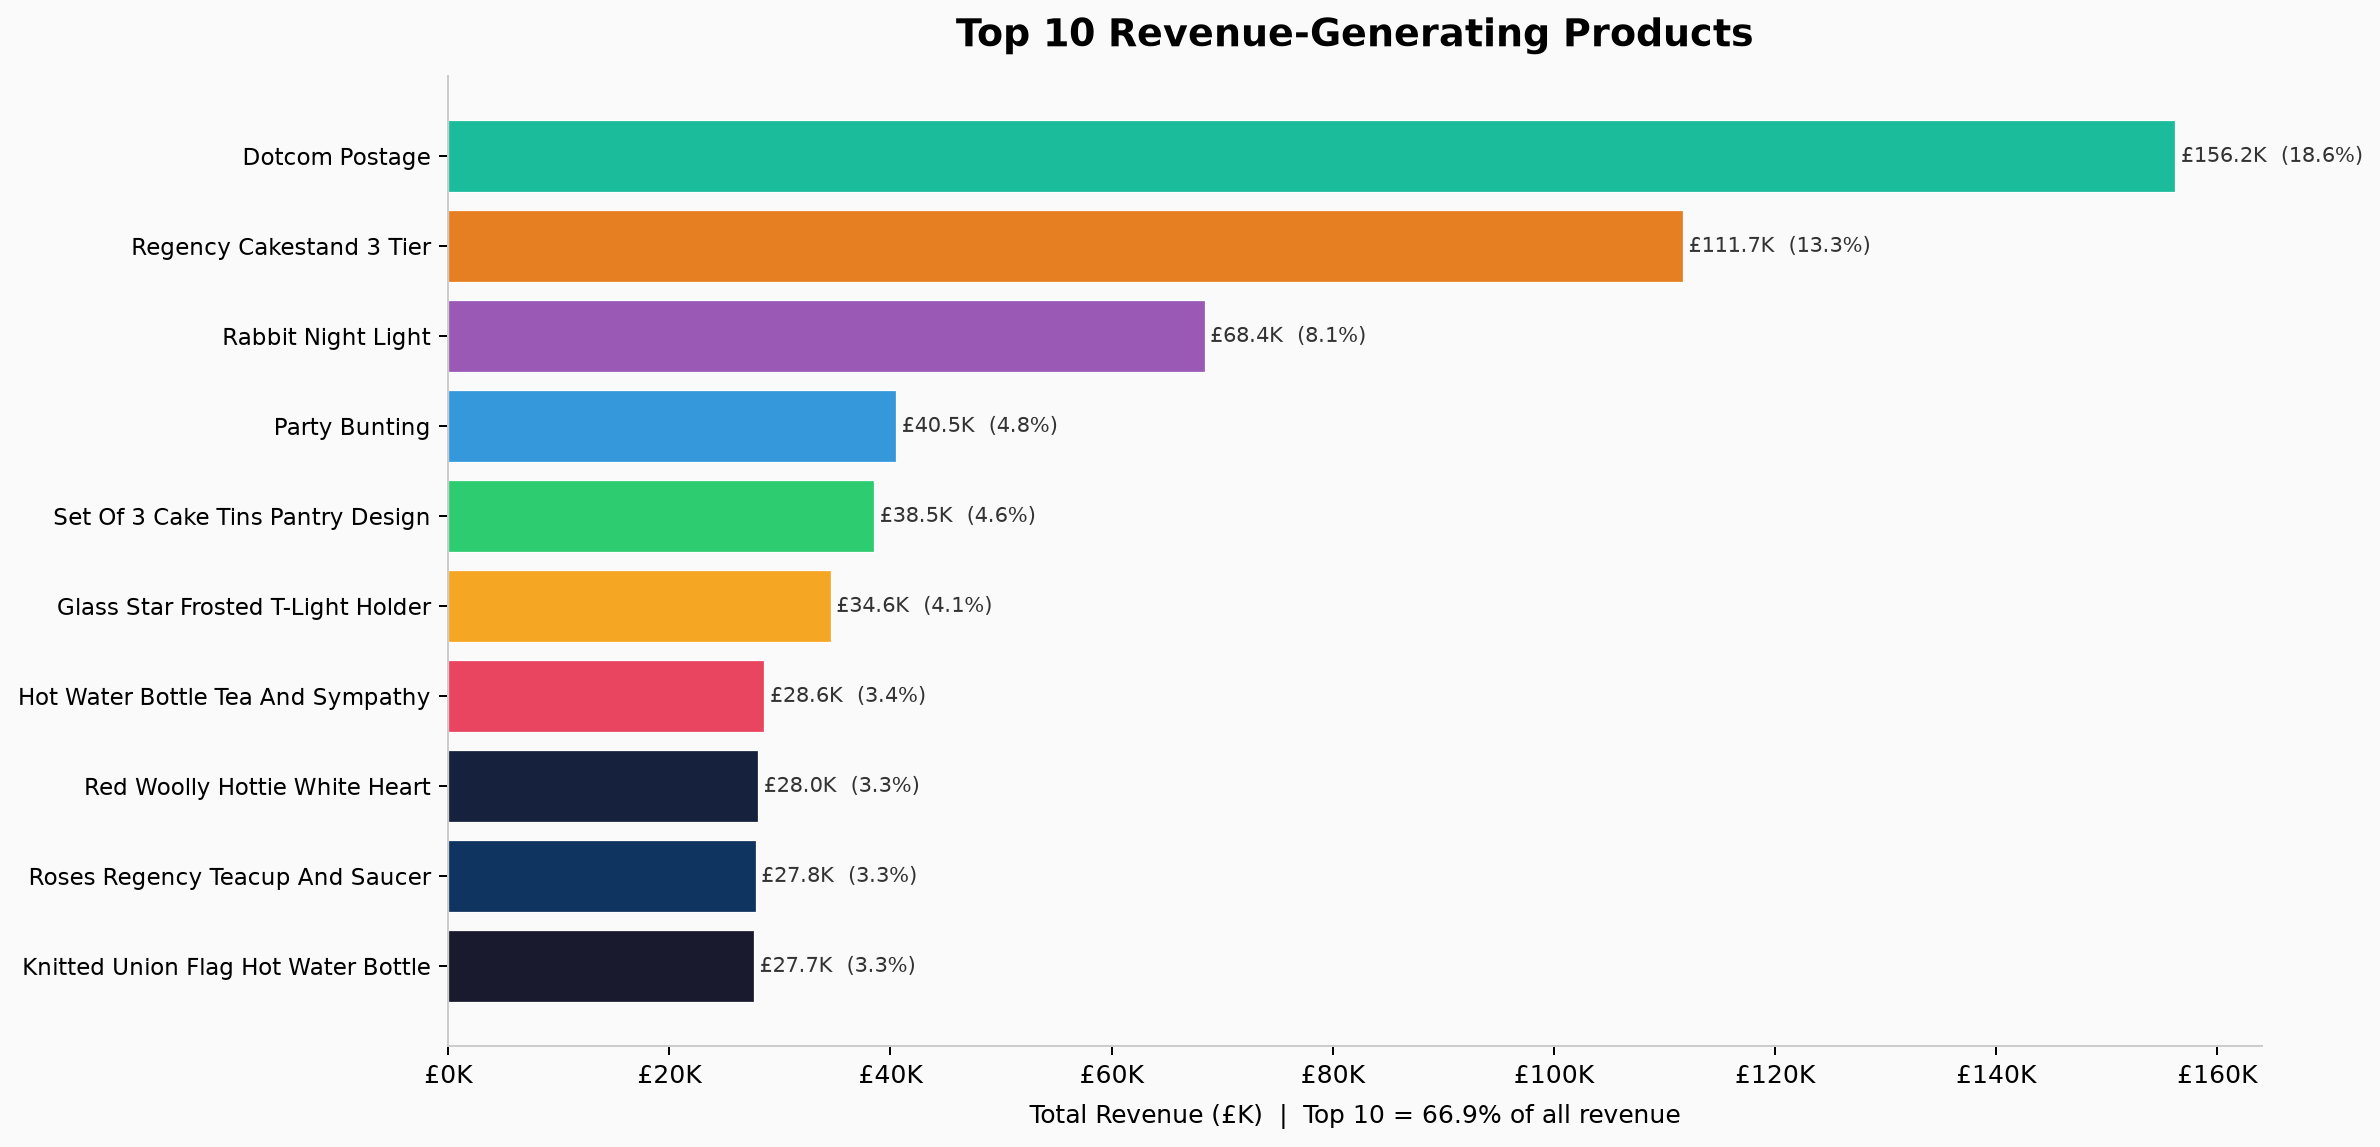 Top 10 Revenue-Generating Products
Dotcom Postage
£156.2K (18.6%)
Regency Cakestand 3 Tier
£111.7K (13.3%)
Rabbit Night Light
£68.4K (8.1%)
Party Bunting
£40.5K (4.8%)
Set Of 3 Cake Tins Pantry Design
£38.5K (4.6%)
Glass Star Frosted T-Light Holder
£34.6K (4.1%)
Hot Water Bottle Tea And Sympathy
£28.6K (3.4%)
Red Woolly Hottie White Heart
£28.0K (3.3%)
Roses Regency Teacup And Saucer
£27.8K (3.3%)
Knitted Union Flag Hot Water Bottle
£27.7K (3.3%)
£0K £20K £40K £60K £80K £100K £120K £140K £160K
Total Revenue (£K) | Top 10 = 66.9% of all revenue